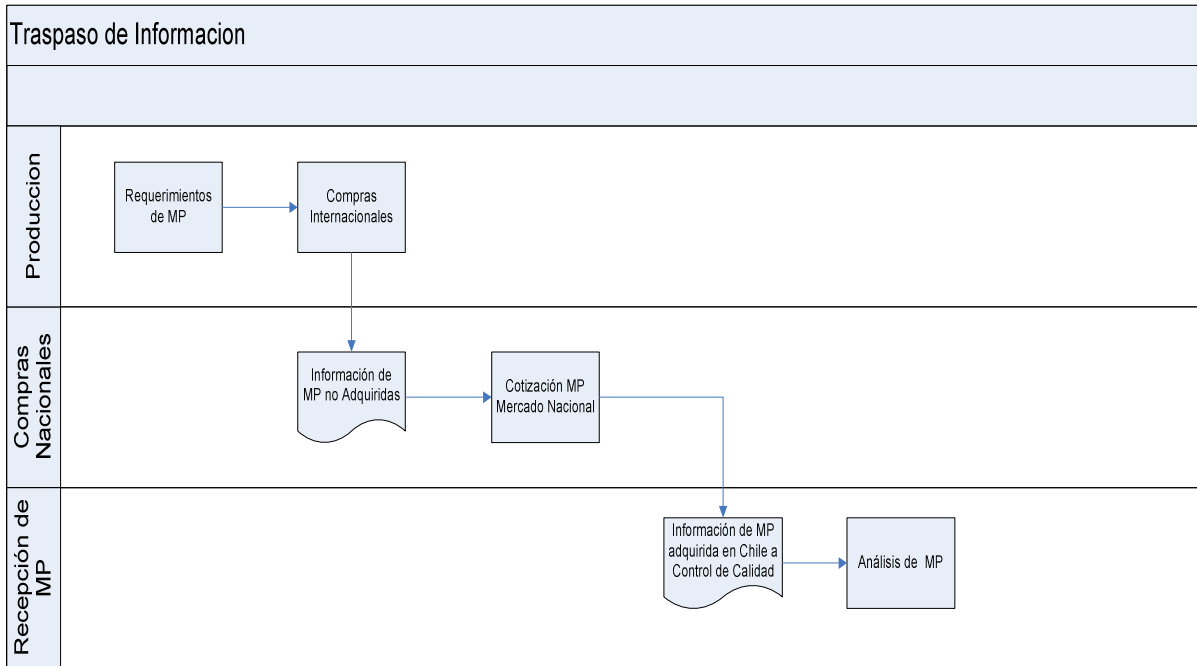 Traspaso de Informacion
Produccion
Requerimientos
de MP
Compras
Internacionales
Compras
Nacionales
Información de
MP no Adquiridas
Cotización MP
Mercado Nacional
Recepción de
MP
Información de MP
adquirida en Chile a
Control de Calidad
Análisis de MP